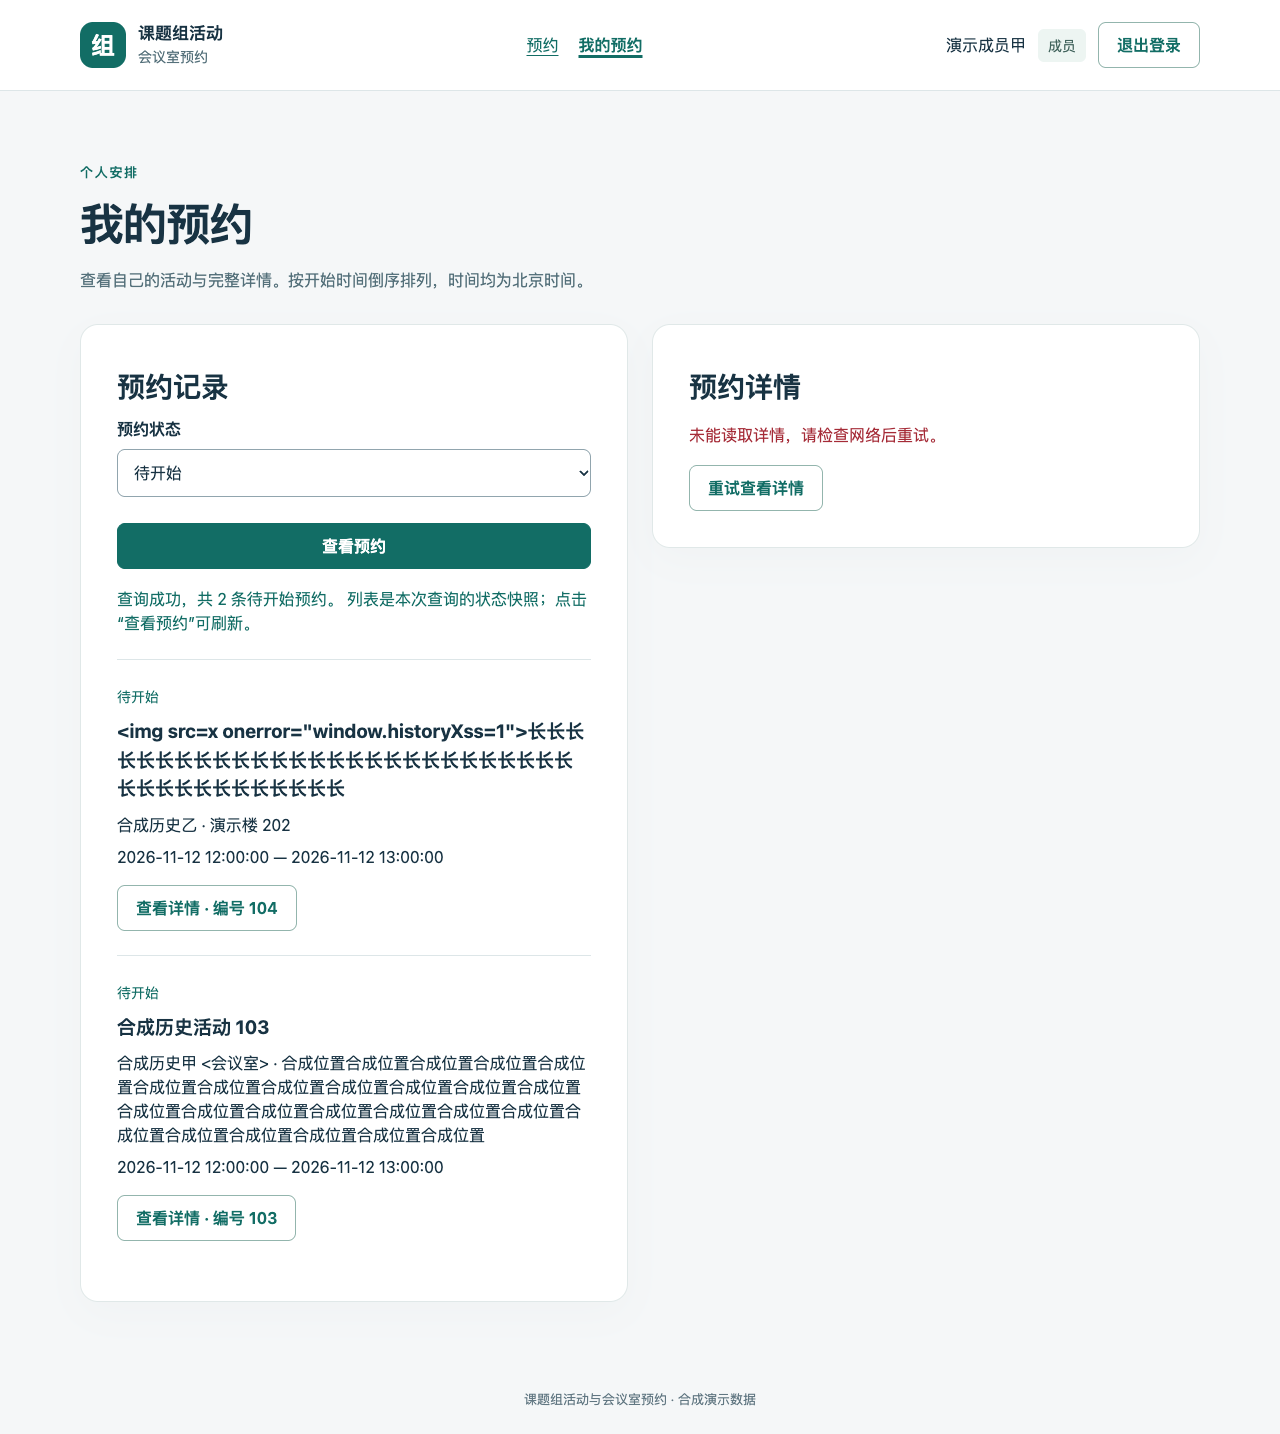 组
课题组活动
会议室预约
预约
我的预约
演示成员甲
成员
退出登录
个人安排
我的预约
查看自己的活动与完整详情。按开始时间倒序排列，时间均为北京时间。
预约记录
预约状态
待开始
查看预约
查询成功，共 2 条待开始预约。 列表是本次查询的状态快照；点击
“查看预约”可刷新。
待开始
<img src=x onerror="window.historyXss=1">长长长
长长长长长长长长长长长长长长长长长长长长长长长长
长长长长长长长长长长长长
合成历史乙 · 演示楼 202
2026-11-12 12:00:00 — 2026-11-12 13:00:00
查看详情 · 编号 104
待开始
合成历史活动 103
合成历史甲 <会议室> · 合成位置合成位置合成位置合成位置合成位
置合成位置合成位置合成位置合成位置合成位置合成位置合成位置
合成位置合成位置合成位置合成位置合成位置合成位置合成位置合
成位置合成位置合成位置合成位置合成位置合成位置
2026-11-12 12:00:00 — 2026-11-12 13:00:00
查看详情 · 编号 103
预约详情
未能读取详情，请检查网络后重试。
重试查看详情
课题组活动与会议室预约 · 合成演示数据